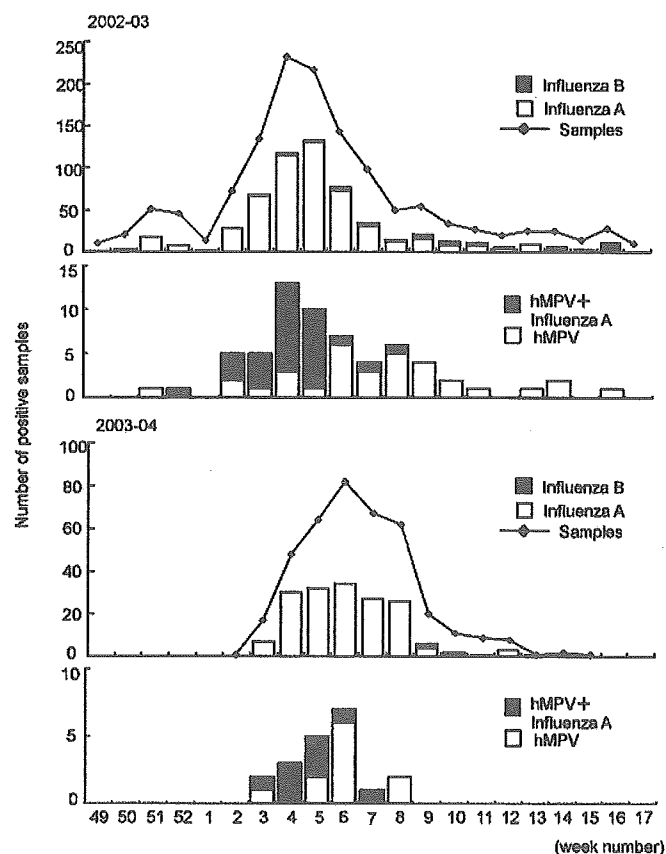 2002-03
250
200
150
100
50
0
Influenza B
Influenza A
Samples
15
10
5
0
hMPV+
Influenza A
hMPV
Number of positive samples
2003-04
100
80
60
40
20
0
Influenza B
Influenza A
Samples
10
5
0
hMPV+
Influenza A
hMPV
49 50 51 52 1 2 3 4 5 6 7 8 9 10 11 12 13 14 15 16 17
(week number)